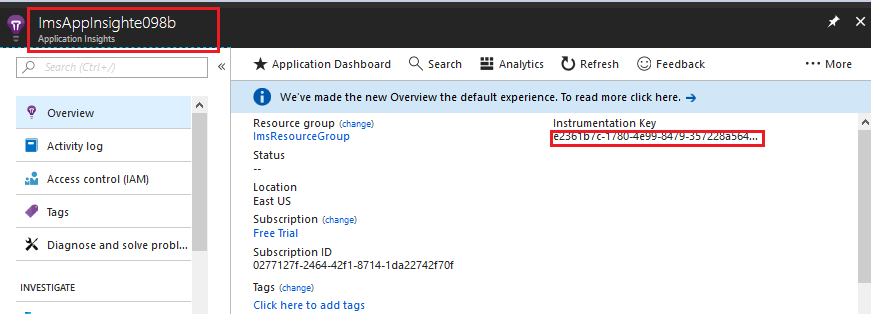 ImsAppInsighte098b
Application Insights
Search (Ctrl+/)
«
Overview
Activity log
Access control (IAM)
Tags
Diagnose and solve probl...
INVESTIGATE
Application Dashboard
Search
Analytics
Refresh
Feedback
··· More
We've made the new Overview the default experience. To read more click here. →
Resource group (change)
ImsResourceGroup
Status
--
Location
East US
Subscription (change)
Free Trial
Subscription ID
0277127f-2464-42f1-8714-1da22742f70f
Tags (change)
Click here to add tags
Instrumentation Key
e2361b7c-1780-4e99-8479-357228a564...